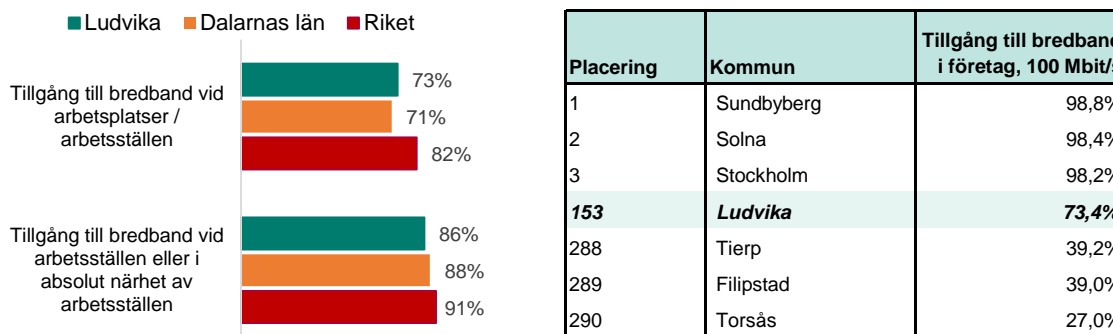 Ludvika Dalarnas län Riket
Tillgång till bredband vid
arbetsplatser /
arbetsställen
73%
71%
82%
Tillgång till bredband vid
arbetsställen eller i
absolut närhet av
arbetsställen
86%
88%
91%
Placering Kommun Tillgång till bredband
i företag, 100 Mbit/s
1 Sundbyberg 98,8%
2 Solna 98,4%
3 Stockholm 98,2%
153 Ludvika 73,4%
288 Tierp 39,2%
289 Filipstad 39,0%
290 Torsås 27,0%